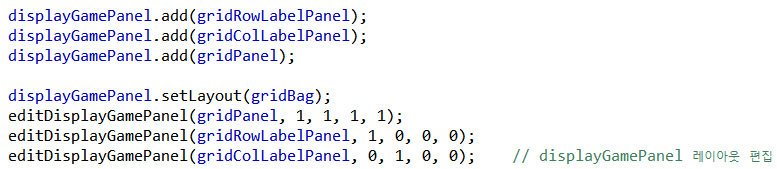 displayGamePanel.add(gridRowLabelPanel);
displayGamePanel.add(gridColLabelPanel);
displayGamePanel.add(gridPanel);
displayGamePanel.setLayout(gridBag);
editDisplayGamePanel(gridPanel, 1, 1, 1, 1);
editDisplayGamePanel(gridRowLabelPanel, 1, 0, 0, 0);
editDisplayGamePanel(gridColLabelPanel, 0, 1, 0, 0);    // displayGamePanel 레이아웃 편집